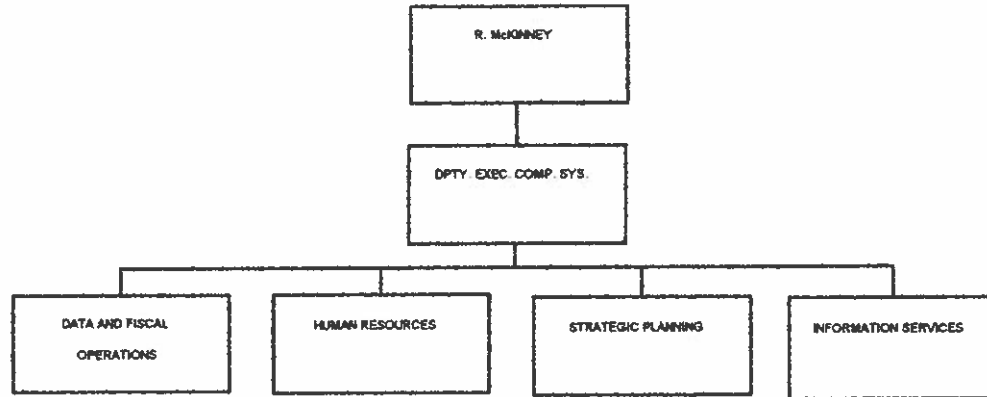 R. McKINNEY
DPTY. EXEC. COMP. SYS.
DATA AND FISCAL
OPERATIONS
HUMAN RESOURCES
STRATEGIC PLANNING
INFORMATION SERVICES